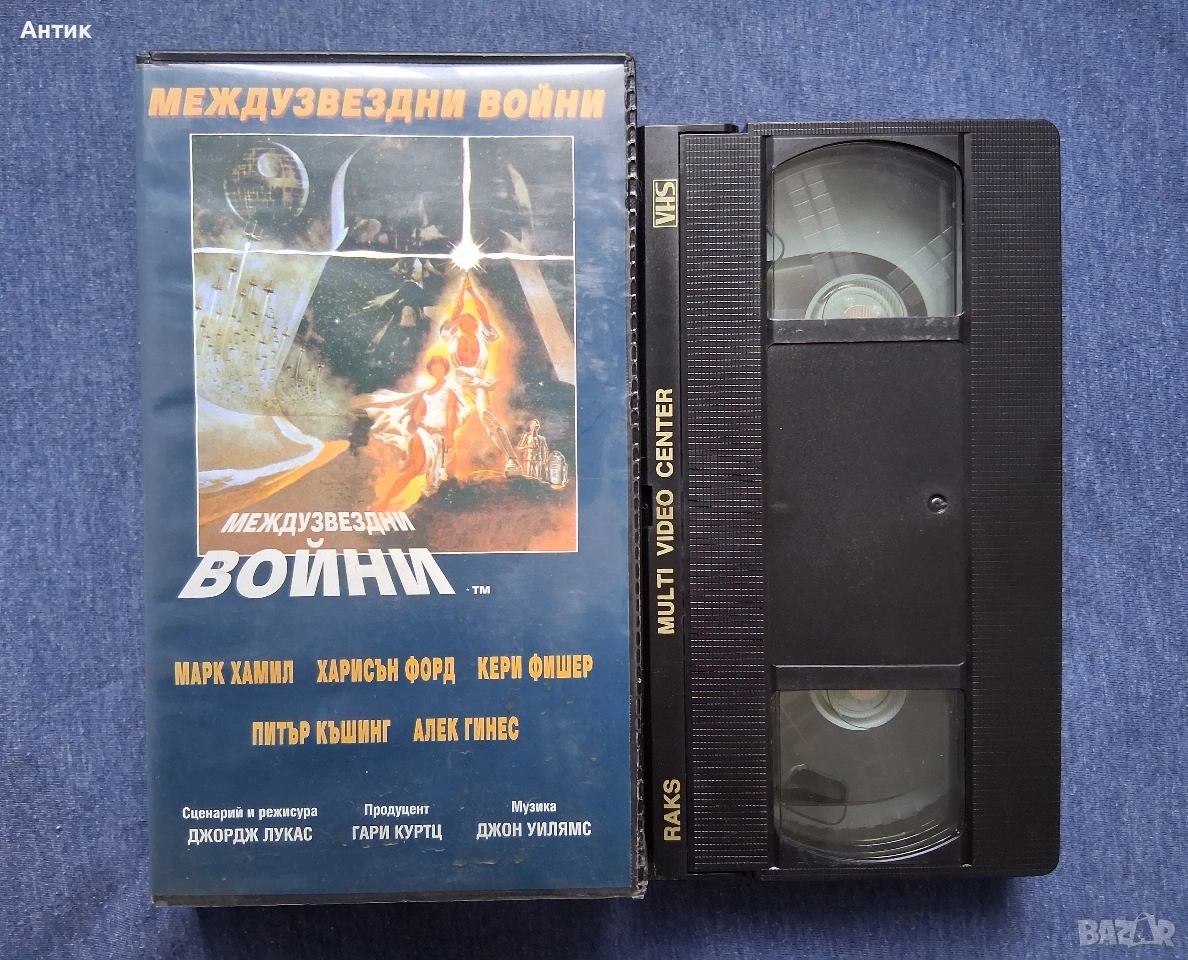 Антик
МЕЖДУЗВЕЗДНИ ВОЙНИ
МЕЖДУЗВЕЗДНИ
ВОЙНИ ™
МАРК ХАМИЛ ХАРИСЪН ФОРД КЕРИ ФИШЕР
ПИТЪР КЪШИНГ АЛЕК ГИНЕС
Сценарий и режисура
ДЖОРДЖ ЛУКАС
Продуцент
ГАРИ КУРТЦ
Музика
ДЖОН УИЛЯМС
RAKS MULTI VIDEO CENTER VHS
BAZAR